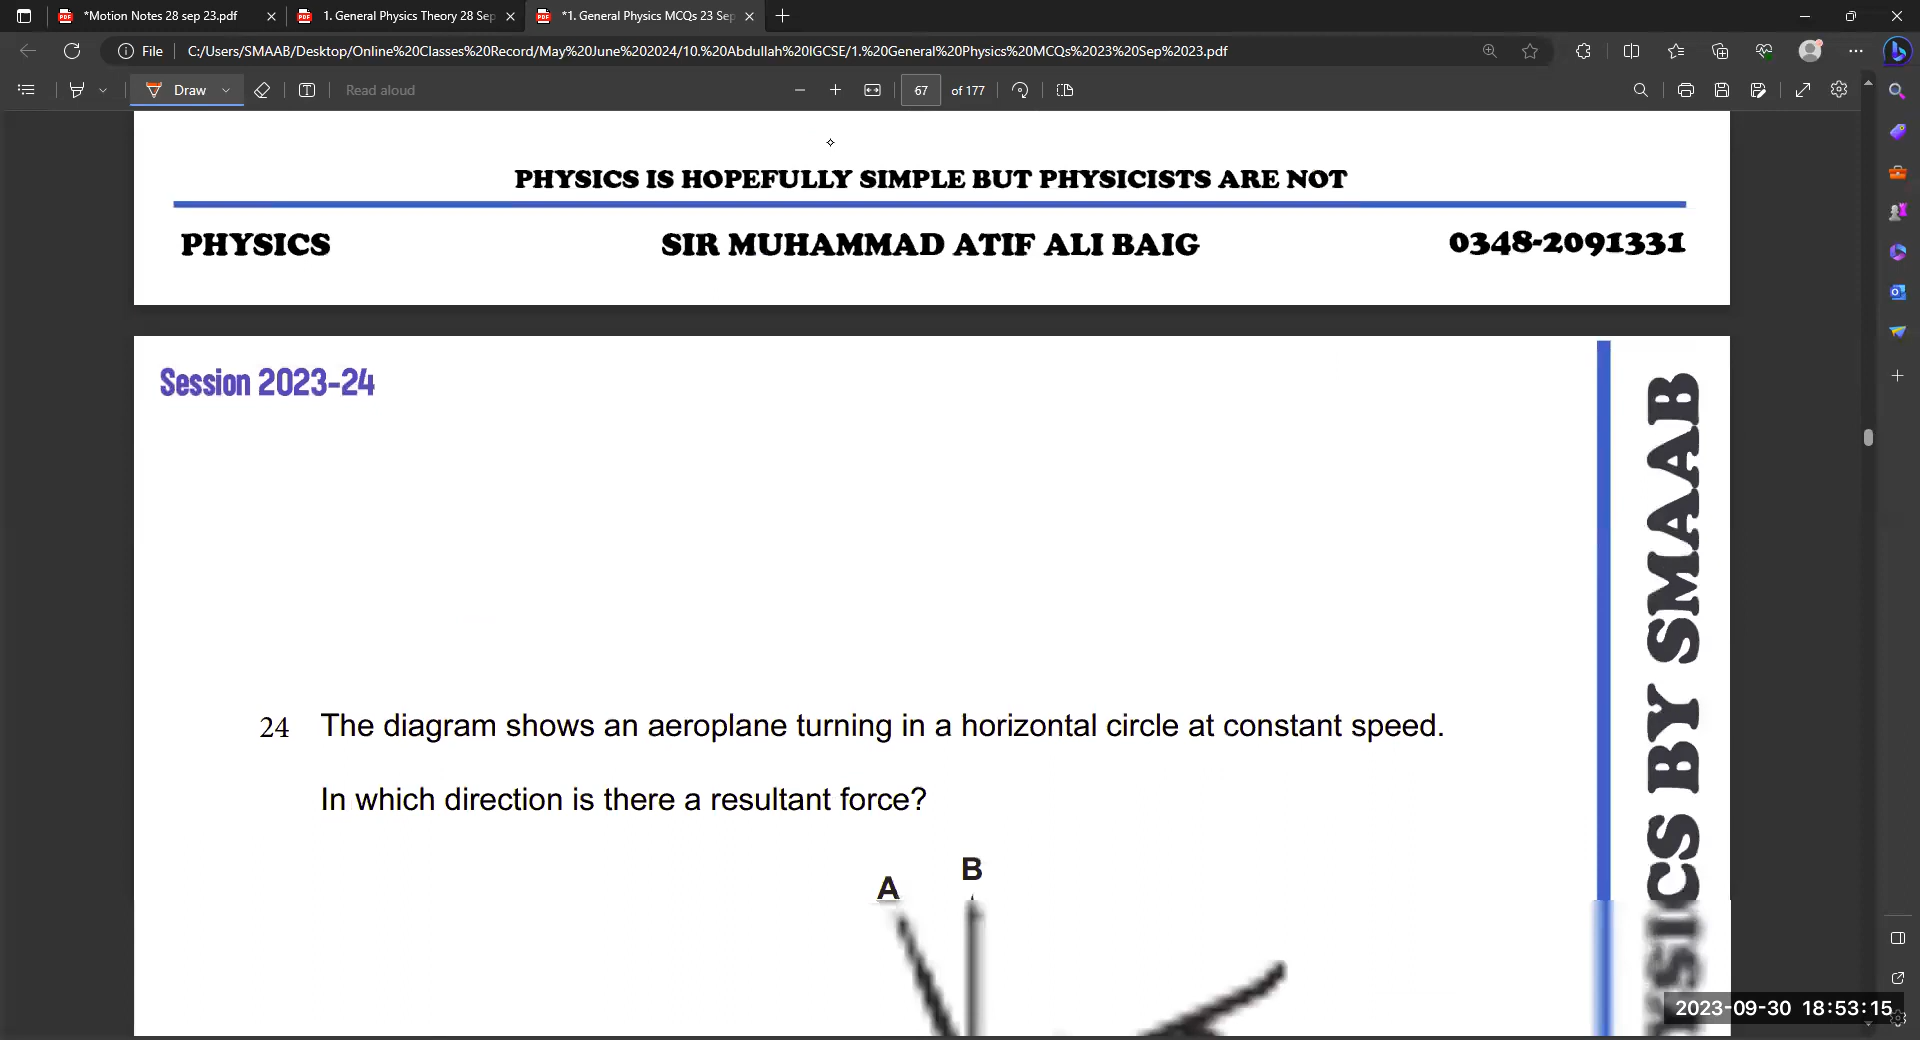 *Motion Notes 28 sep 23.pdf
1. General Physics Theory 28 Sep
*1. General Physics MCQs 23 Sep
File
C:/Users/SMAAB/Desktop/Online%20Classes%20Record/May%20June%202024/10.%20Abdullah%20IGCSE/1.%20General%20Physics%20MCQs%2023%20Sep%2023.pdf
Draw
Read aloud
67 of 177
PHYSICS IS HOPEFULLY SIMPLE BUT PHYSICISTS ARE NOT
PHYSICS
SIR MUHAMMAD ATIF ALI BAIG
0348-2091331
Session 2023-24
PHYSICS BY SMAAB
24 The diagram shows an aeroplane turning in a horizontal circle at constant speed.
In which direction is there a resultant force?
B
A
2023-09-30 18:53:15